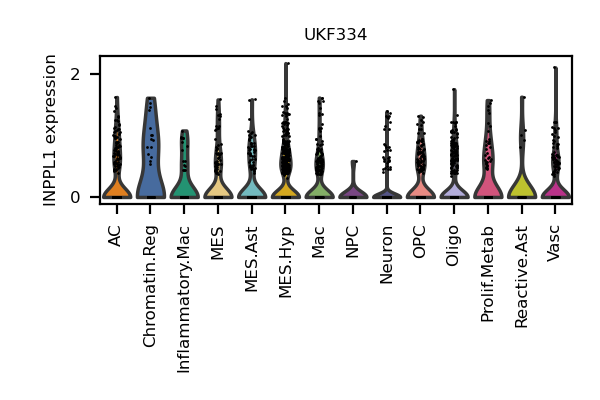 UKF334
INPPL1 expression
2
0
AC
Chromatin.Reg
Inflammatory.Mac
MES
MES.Ast
MES.Hyp
Mac
NPC
Neuron
OPC
Oligo
Prolif.Metab
Reactive.Ast
Vasc